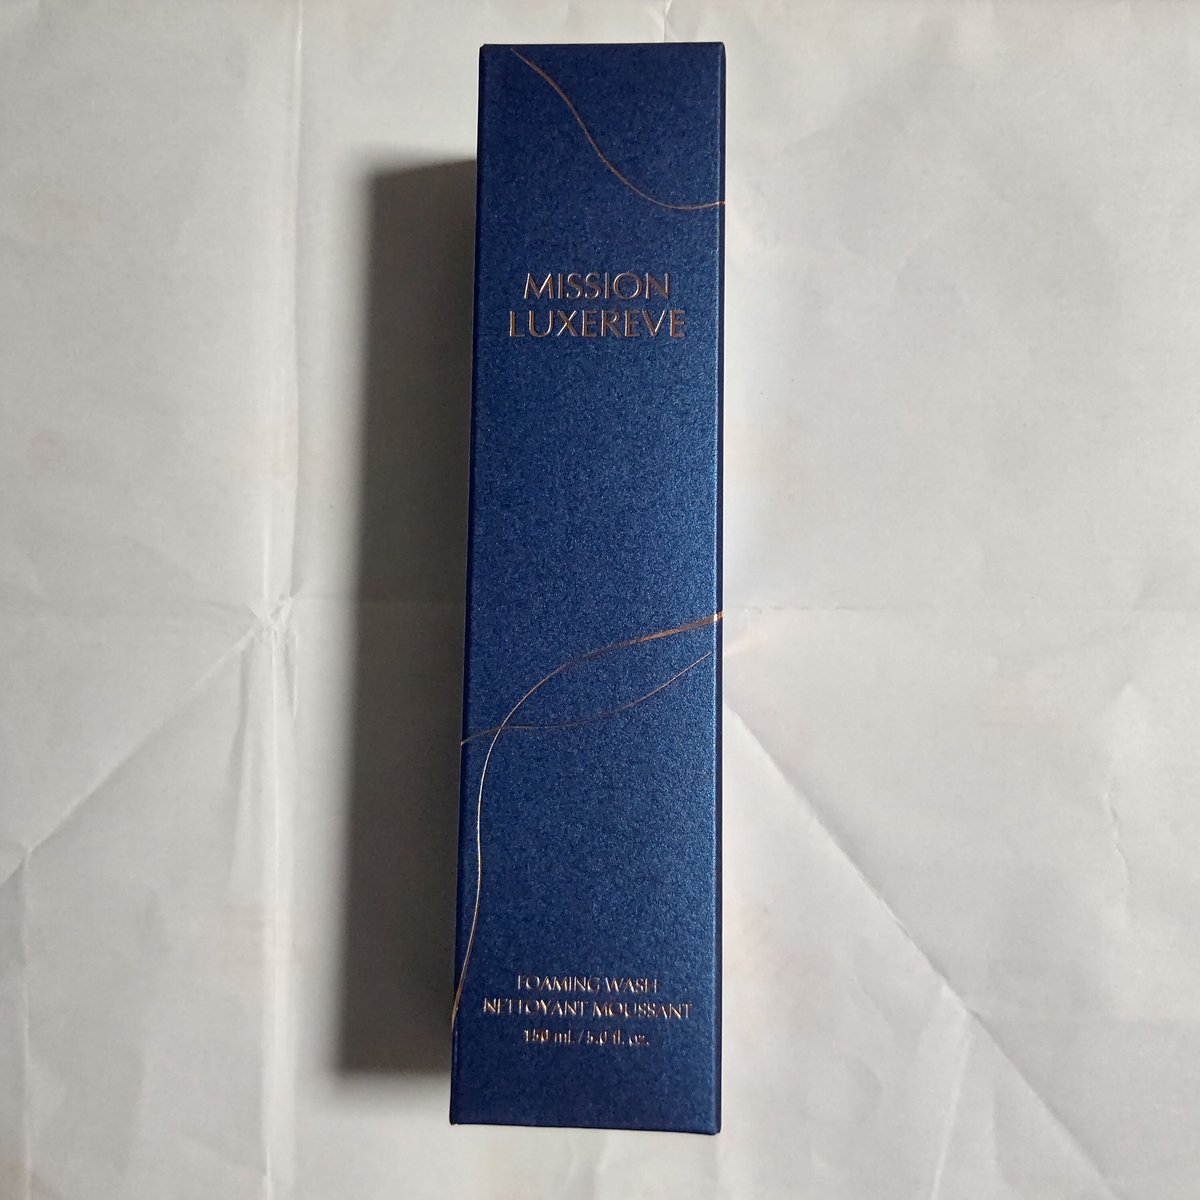 MISSION
LUXEREVE
FOAMING WASH
NETTOYANT MOUSSANT
150 ml / 5.0 fl. oz.